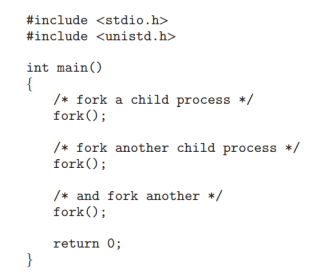 #include <stdio.h>
#include <unistd.h>
int main()
{
/* fork a child process */
fork();
/* fork another child process */
fork();
/* and fork another */
fork();
return 0;
}